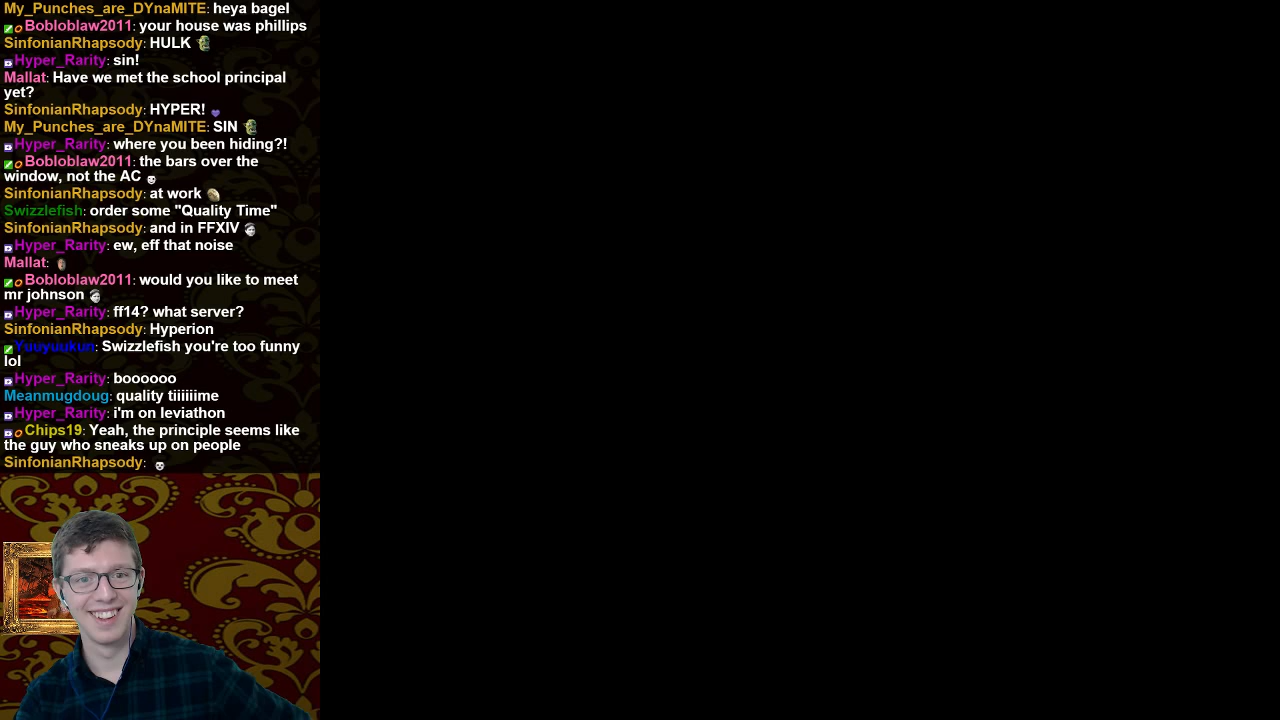 My_Punches_are_DYnaMITE: heya bagel
Bobloblaw2011: your house was phillips
SinfonianRhapsody: HULK
Hyper_Rarity: sin!
Mallat: Have we met the school principal
yet?
SinfonianRhapsody: HYPER!
My_Punches_are_DYnaMITE: SIN
Hyper_Rarity: where you been hiding?!
Bobloblaw2011: the bars over the
window, not the AC
SinfonianRhapsody: at work
Swizzlefish: order some "Quality Time"
SinfonianRhapsody: and in FFXIV
Hyper_Rarity: ew, eff that noise
Mallat:
Bobloblaw2011: would you like to meet
mr johnson
Hyper_Rarity: ff14? what server?
SinfonianRhapsody: Hyperion
Yuuyuukun: Swizzlefish you're too funny
lol
Hyper_Rarity: boooooo
Meanmugdoug: quality tiiiiiime
Hyper_Rarity: i'm on leviathon
Chips19: Yeah, the principle seems like
the guy who sneaks up on people
SinfonianRhapsody: